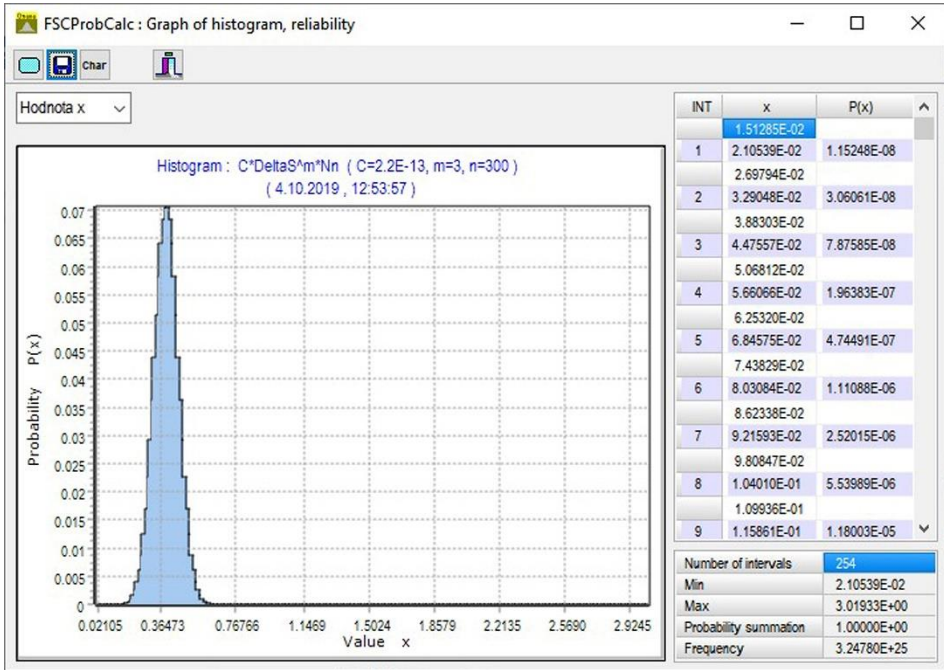 FSCProbCalc : Graph of histogram, reliability
Char
Hodnota x
Histogram : C*DeltaS^m*Nn ( C=2.2E-13, m=3, n=300 )
( 4.10.2019 , 12:53:57 )
Probability P(x)
0.07
0.065
0.06
0.055
0.05
0.045
0.04
0.035
0.03
0.025
0.02
0.015
0.01
0.005
0
0.02105 0.36473 0.76766 1.1469 1.5024 1.8579 2.2135 2.5690 2.9245
Value x
INT x P(x)
1.51285E-02
1 2.10539E-02 1.15248E-08
2.69794E-02
2 3.29048E-02 3.06061E-08
3.88303E-02
3 4.47557E-02 7.87585E-08
5.06812E-02
4 5.66066E-02 1.96383E-07
6.25320E-02
5 6.84575E-02 4.74491E-07
7.43829E-02
6 8.03084E-02 1.11088E-06
8.62338E-02
7 9.21593E-02 2.52015E-06
9.80847E-02
8 1.04010E-01 5.53989E-06
1.09936E-01
9 1.15861E-01 1.18003E-05
Number of intervals 254
Min 2.10539E-02
Max 3.01933E+00
Probability summation 1.00000E+00
Frequency 3.24780E+25